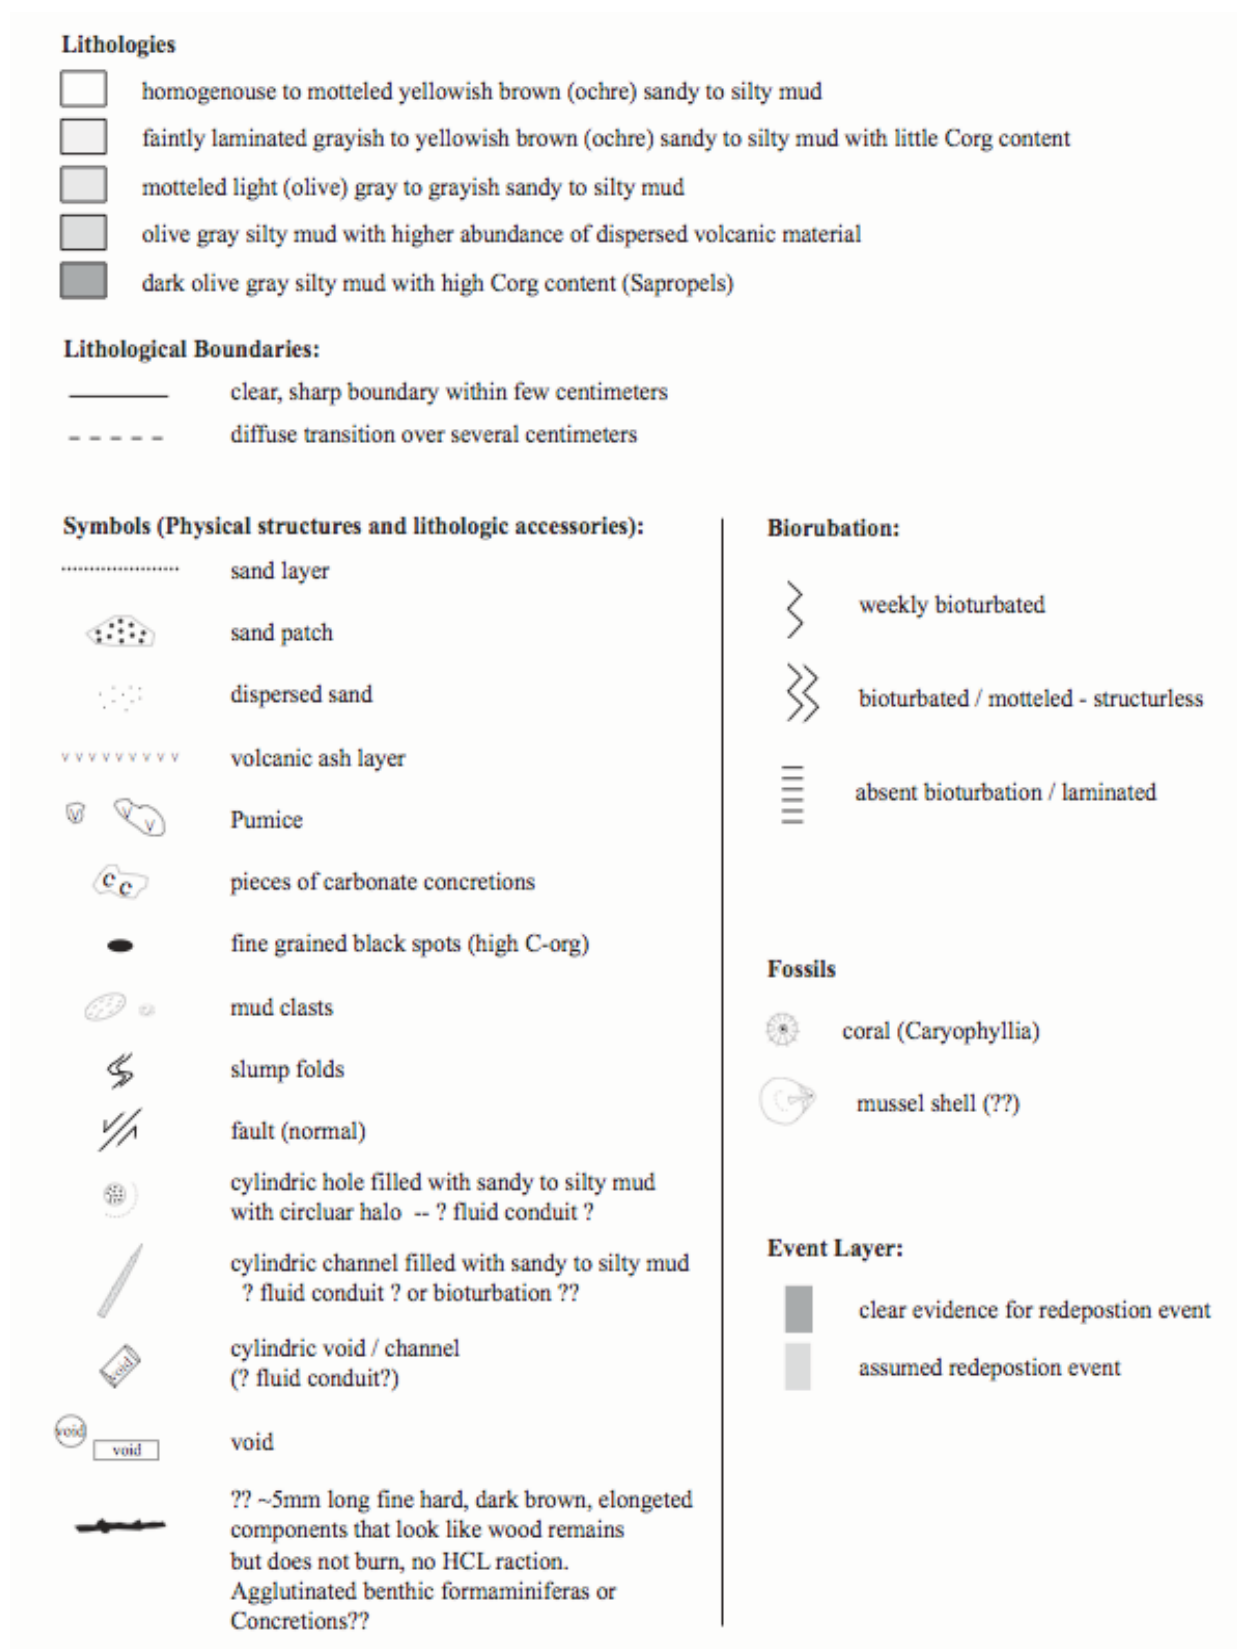 Lithologies
homogenouse to motteled yellowish brown (ochre) sandy to silty mud
faintly laminated grayish to yellowish brown (ochre) sandy to silty mud with little Corg content
motteled light (olive) gray to grayish sandy to silty mud
olive gray silty mud with higher abundance of dispersed volcanic material
dark olive gray silty mud with high Corg content (Sapropels)
Lithological Boundaries:
clear, sharp boundary within few centimeters
diffuse transition over several centimeters
Symbols (Physical structures and lithologic accessories):
sand layer
sand patch
dispersed sand
v v v v v v v v v
volcanic ash layer
V V V
Pumice
c c
pieces of carbonate concretions
fine grained black spots (high C-org)
mud clasts
slump folds
fault (normal)
cylindric hole filled with sandy to silty mud
with circluar halo -- ? fluid conduit ?
cylindric channel filled with sandy to silty mud
? fluid conduit ? or bioturbation ??
void
cylindric void / channel
(? fluid conduit?)
void
void
void
?? ~5mm long fine hard, dark brown, elongeted
components that look like wood remains
but does not burn, no HCL raction.
Agglutinated benthic formaminiferas or
Concretions??
Biorubation:
weekly bioturbated
bioturbated / motteled - structurless
absent bioturbation / laminated
Fossils
coral (Caryophyllia)
mussel shell (??)
Event Layer:
clear evidence for redepostion event
assumed redepostion event